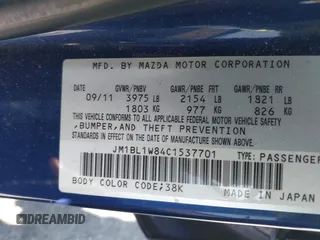 MFD. BY MAZDA MOTOR CORPORATION
GVWR/PNBV GAWR/PNBE FRT GAWR/PNBE RR
09/11 3975 LB 2154 LB 1821 LB
1803 KG 977 KG 826 KG
THIS VEHICLE CONFORMS TO ALL APPLICABLE FEDERAL MOTOR VEHICLE SAFETY
,BUMPER,AND THEFT PREVENTION
STANDARDS IN EFFECT ON THE DATE OF MANUFACTURE SHOWN ABOVE.
JM1BL1W84C1537701 TYPE: PASSENGER
BODY COLOR CODE;38K MADE IN JAPAN
DREAMBID